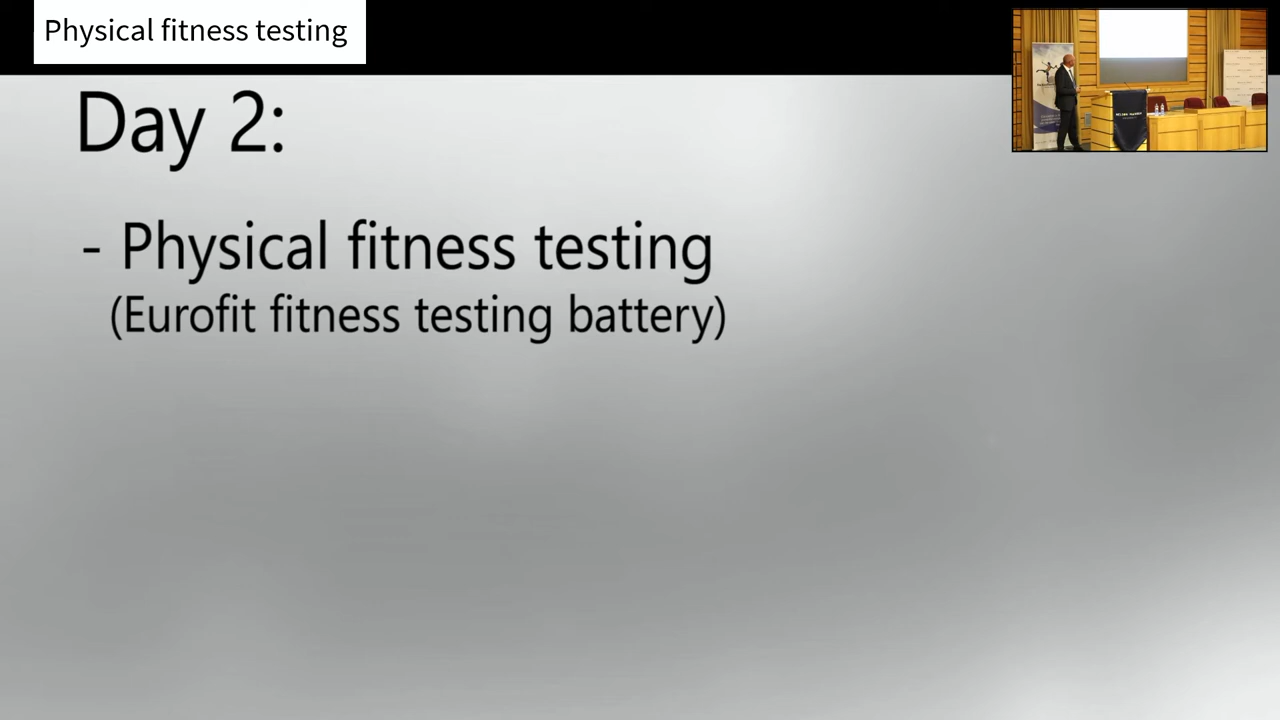 Physical fitness testing
Day 2:
- Physical fitness testing
(Eurofit fitness testing battery)